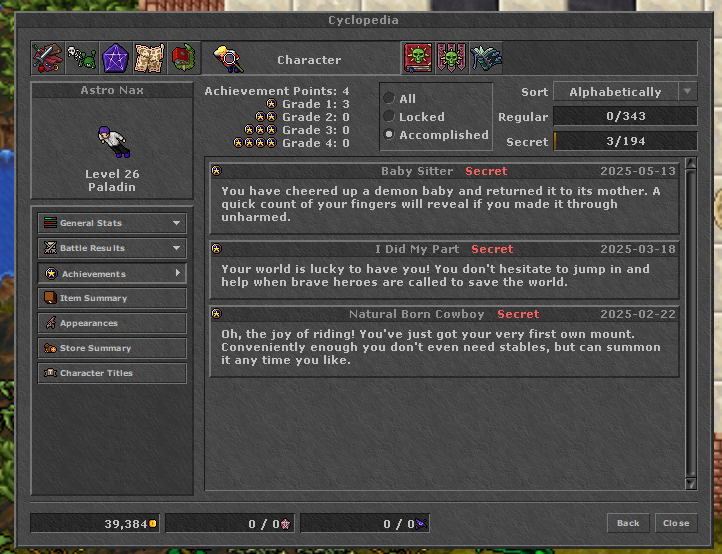 Cyclopedia
Character
Astro Nax
Level 26
Paladin
General Stats
Battle Results
Achievements
Item Summary
Appearances
Store Summary
Character Titles
Achievement Points: 4
Grade 1: 3
Grade 2: 0
Grade 3: 0
Grade 4: 0
All
Locked
Accomplished
Sort Alphabetically
Regular 0/343
Secret 3/194
Baby Sitter Secret 2025-05-13
You have cheered up a demon baby and returned it to its mother. A
quick count of your fingers will reveal if you made it through
unharmed.
I Did My Part Secret 2025-03-18
Your world is lucky to have you! You don't hesitate to jump in and
help when brave heroes are called to save the world.
Natural Born Cowboy Secret 2025-02-22
Oh, the joy of riding! You've just got your very first own mount.
Conveniently enough you don't even need stables, but can summon
it any time you like.
39,384 0 / 0 0 / 0 Back Close